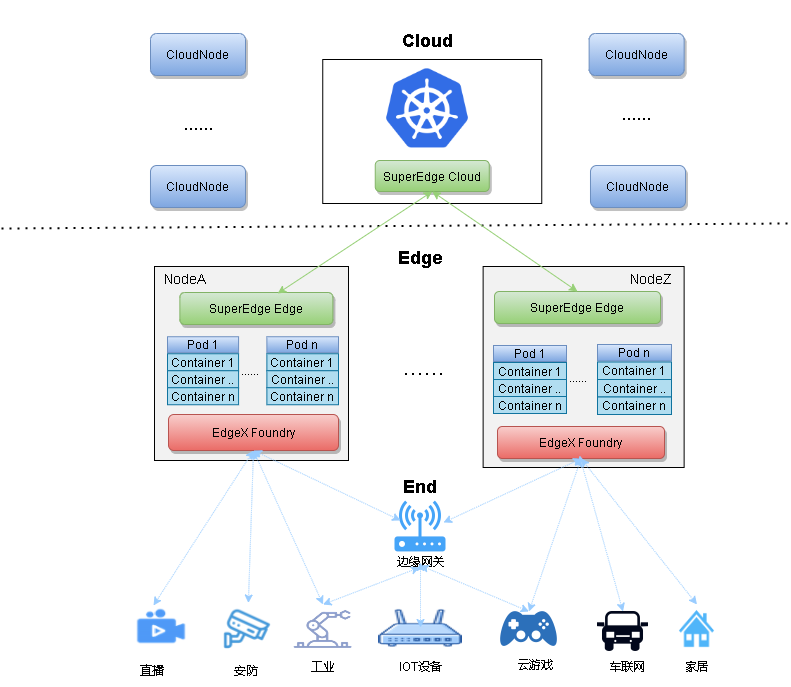 Cloud
CloudNode
CloudNode
......
......
SuperEdge Cloud
CloudNode
CloudNode
Edge
NodeA
SuperEdge Edge
Pod 1
Container 1
Container ..
Container n
......
Pod n
Container 1
Container ..
Container n
EdgeX Foundry
......
NodeZ
SuperEdge Edge
Pod 1
Container 1
Container ..
Container n
......
Pod n
Container 1
Container ..
Container n
EdgeX Foundry
End
边缘网关
直播
安防
工业
IOT设备
云游戏
车联网
家居